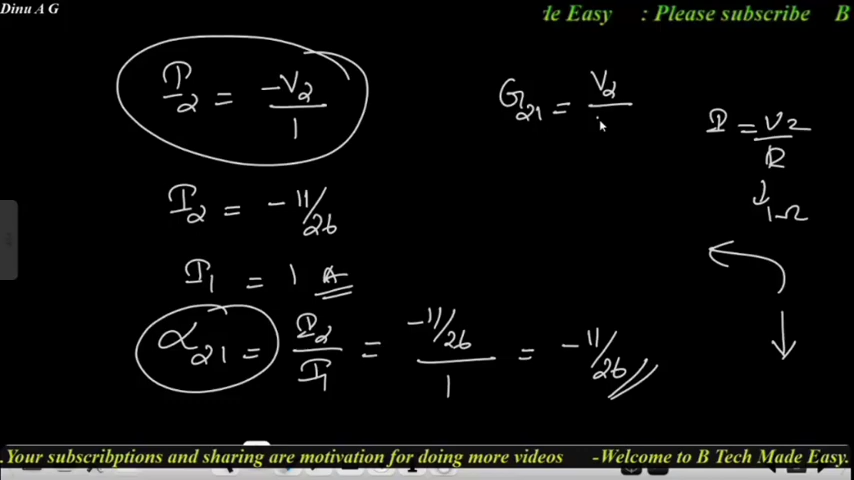 Dinu A G
de Easy : Please subscribe B
I₂ = -V₂/1
G₂₁ = V₂
I = V₂/R
↓
1Ω
I₂ = -11/26
I₁ = 1 A
α₂₁ = I₂/I₁ = (-11/26)/1 = -11/26
.Your subscribptions and sharing are motivation for doing more videos -Welcome to B Tech Made Easy.